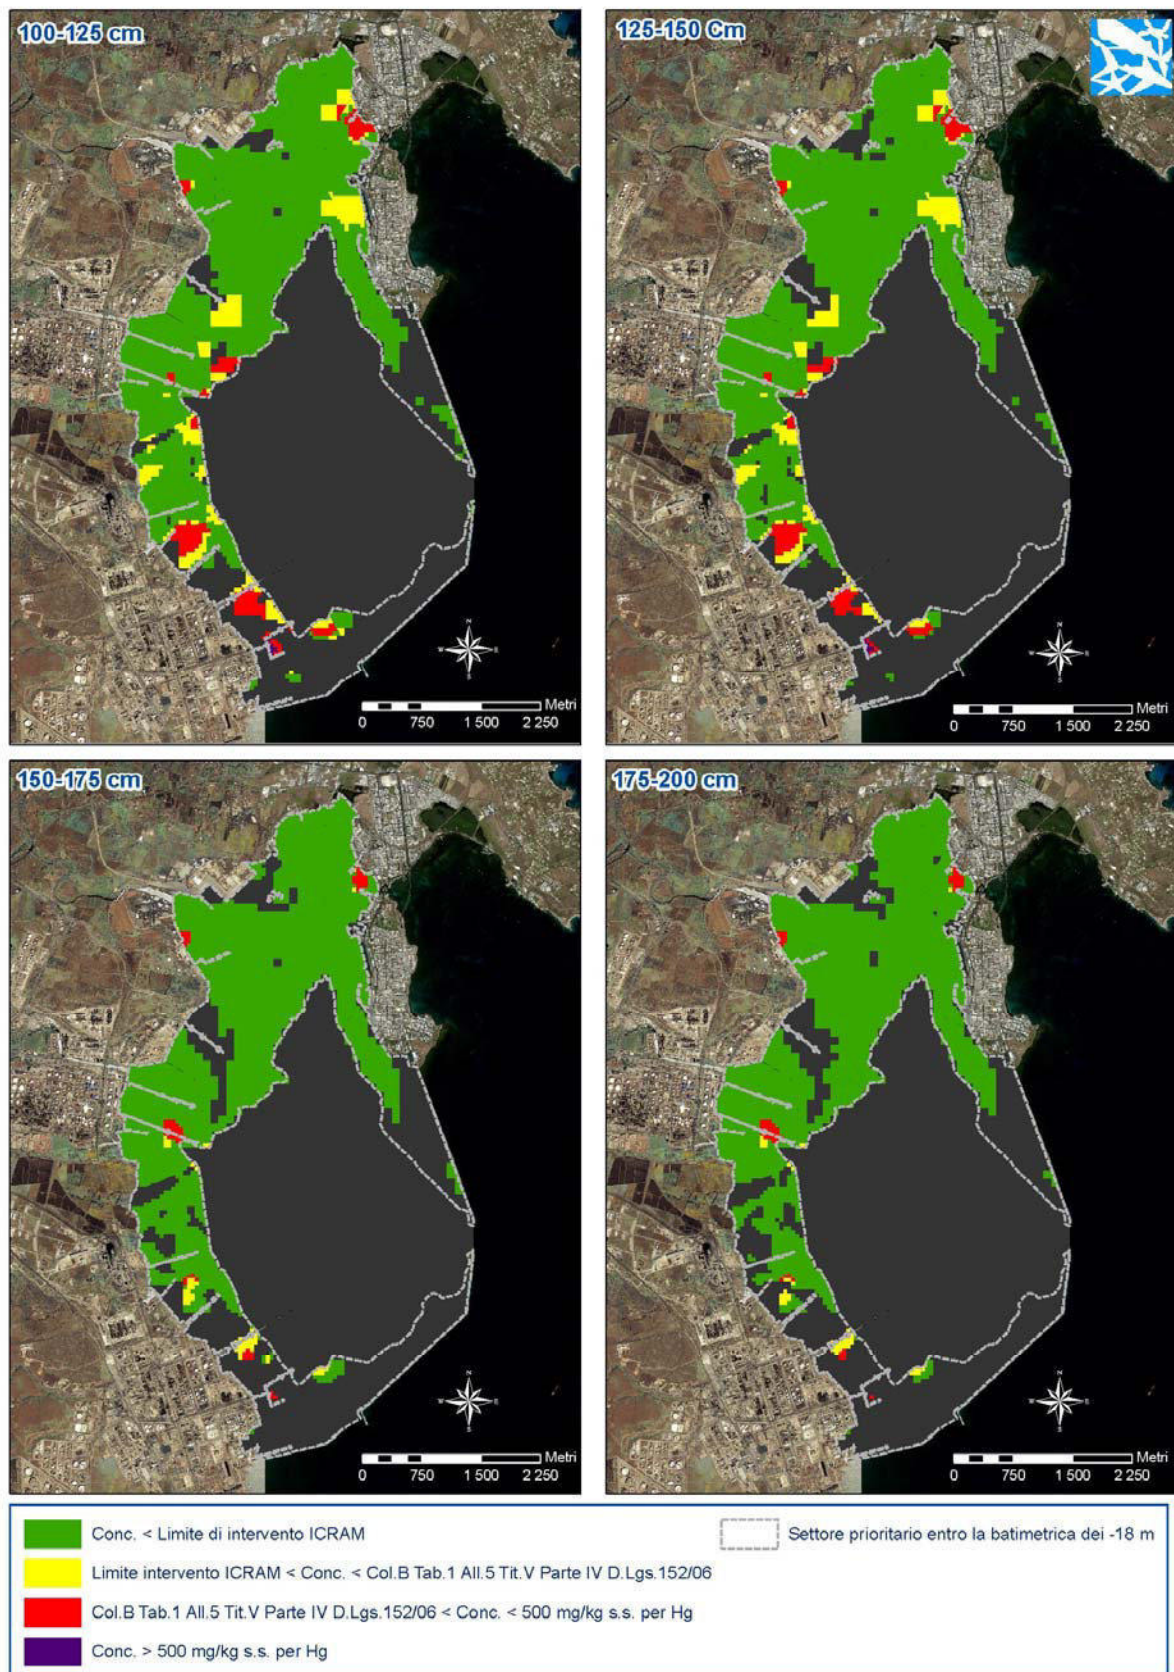 100-125 cm
125-150 Cm
N
W E
S
Metri
0 750 1 500 2 250
N
W E
S
Metri
0 750 1 500 2 250
150-175 cm
175-200 cm
N
W E
S
Metri
0 750 1 500 2 250
N
W E
S
Metri
0 750 1 500 2 250
Conc. < Limite di intervento ICRAM
Settore prioritario entro la batimetrica dei -18 m
Limite intervento ICRAM < Conc. < Col.B Tab.1 All.5 Tit.V Parte IV D.Lgs.152/06
Col.B Tab.1 All.5 Tit.V Parte IV D.Lgs.152/06 < Conc. < 500 mg/kg s.s. per Hg
Conc. > 500 mg/kg s.s. per Hg